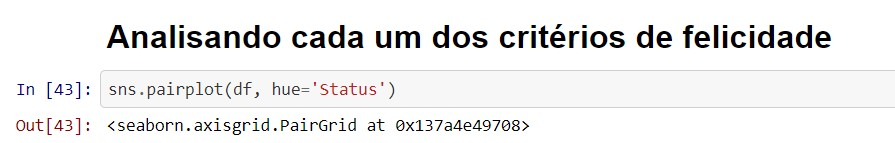 Analisando cada um dos critérios de felicidade
In [43]: sns.pairplot(df, hue='Status')
Out[43]: <seaborn.axisgrid.PairGrid at 0x137a4e49708>